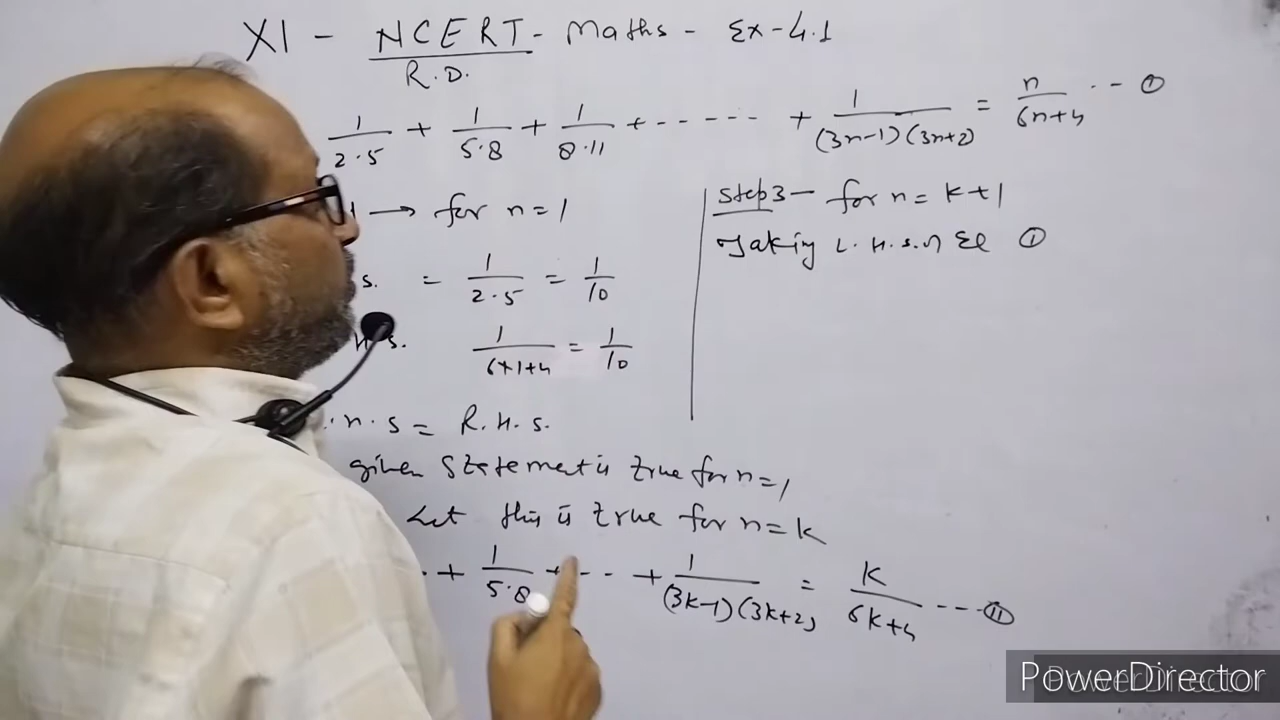 XI - NCERT - Maths - Ex - 4.1
R.D.
1/2·5 + 1/5·8 + 1/8·11 + ------ + 1/(3n-1)(3n+2) = n/6n+4 --- ①
1 → for n=1
s. = 1/2·5 = 1/10
H.s. 1/6×1+4 = 1/10
.H.S = R.H.S.
given Statement is true for n=1
Let this is true for n=k
+ 1/5·8 + -- + 1/(3k-1)(3k+2) = k/6k+4 --- ⑪
Step3 - for n = k+1
Taking L.H.S. of Eq ①
PowerDirector